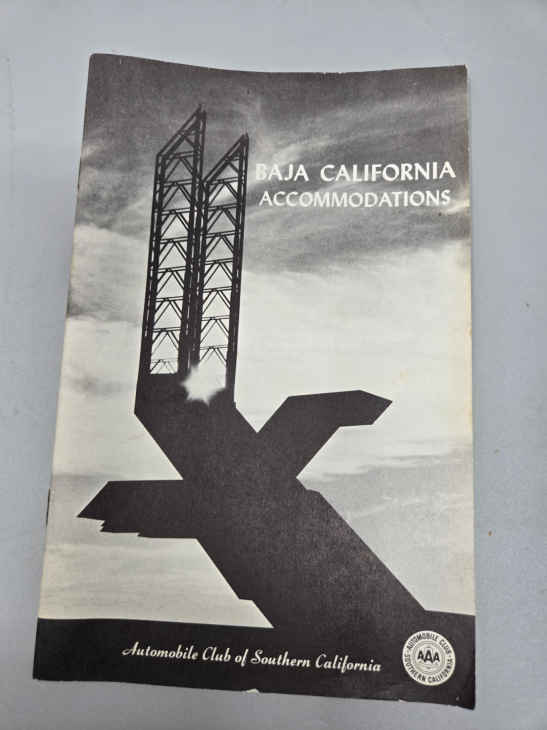 BAJA CALIFORNIA
ACCOMMODATIONS
Automobile Club of Southern California
AUTOMOBILE CLUB
AAA
SOUTHERN CALIFORNIA